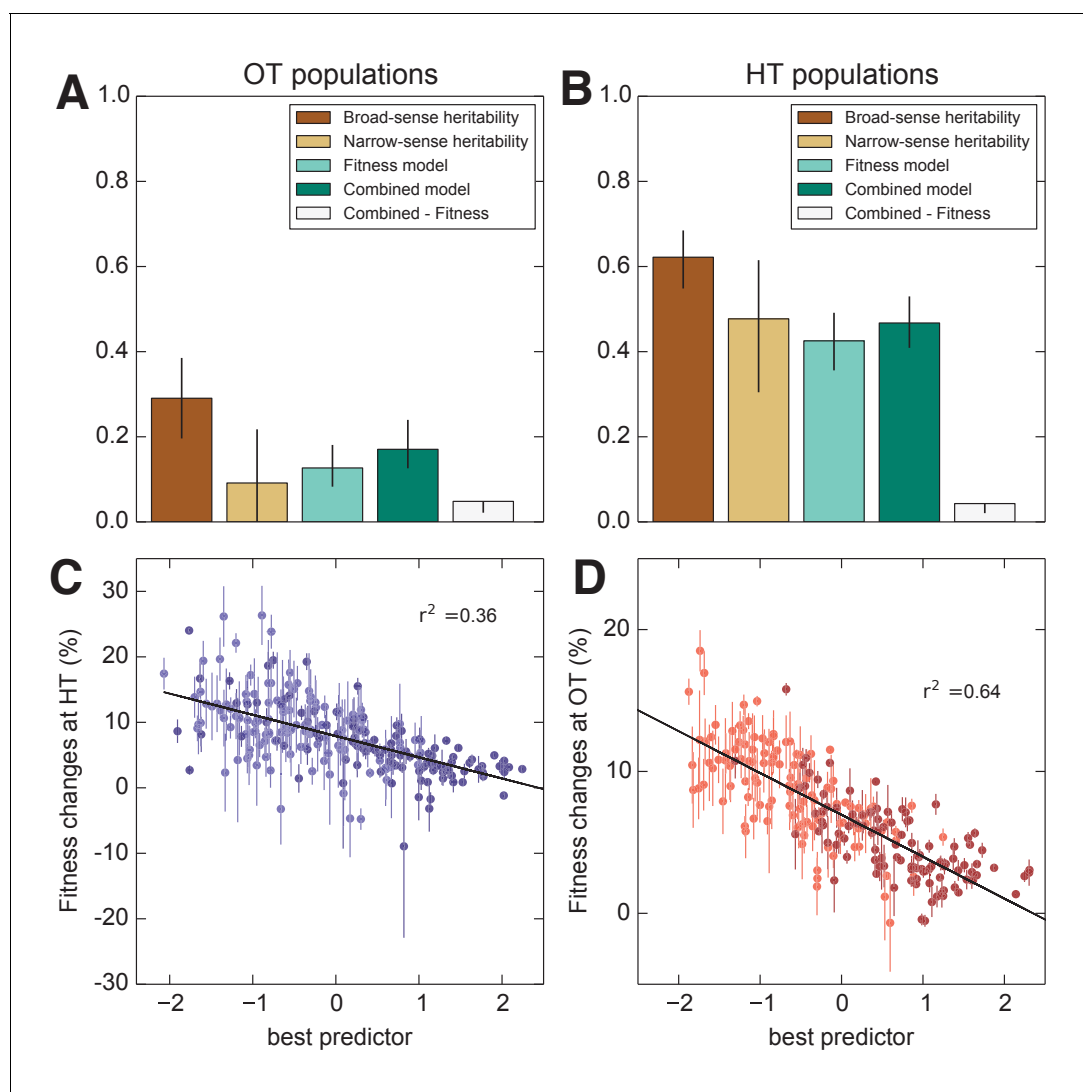 A
OT populations
1.0
0.8
0.6
0.4
0.2
0.0
Broad-sense heritability
Narrow-sense heritability
Fitness model
Combined model
Combined - Fitness
B
HT populations
1.0
0.8
0.6
0.4
0.2
0.0
Broad-sense heritability
Narrow-sense heritability
Fitness model
Combined model
Combined - Fitness
C
Fitness changes at HT (%)
30
20
10
0
-10
-20
-30
r² =0.36
−2 −1 0 1 2
best predictor
D
Fitness changes at OT (%)
20
10
0
r² =0.64
−2 −1 0 1 2
best predictor